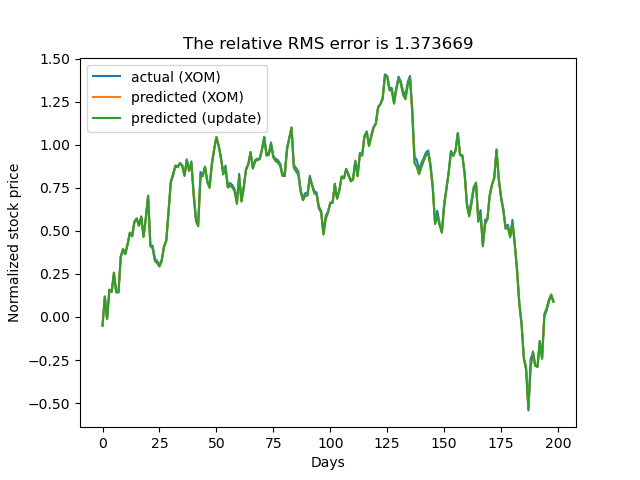 The relative RMS error is 1.373669
actual (XOM)
predicted (XOM)
predicted (update)
Normalized stock price
1.50
1.25
1.00
0.75
0.50
0.25
0.00
−0.25
−0.50
0 25 50 75 100 125 150 175 200
Days